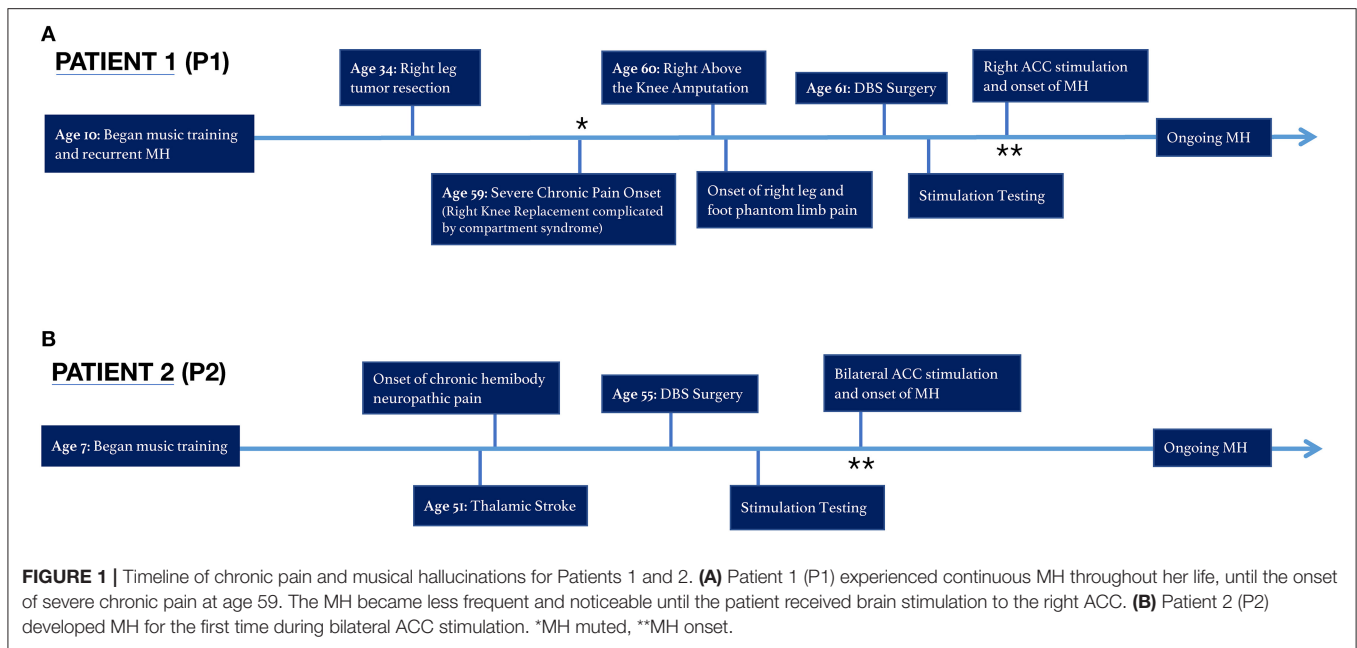 A
PATIENT 1 (P1)
Age 34: Right leg
tumor resection
Age 60: Right Above
the Knee Amputation
Age 61: DBS Surgery
Right ACC stimulation
and onset of MH
Age 10: Began music training
and recurrent MH
*
**
Ongoing MH
Age 59: Severe Chronic Pain Onset
(Right Knee Replacement complicated
by compartment syndrome)
Onset of right leg and
foot phantom limb pain
Stimulation Testing
B
PATIENT 2 (P2)
Onset of chronic hemibody
neuropathic pain
Age 55: DBS Surgery
Bilateral ACC stimulation
and onset of MH
Age 7: Began music training
**
Ongoing MH
Age 51: Thalamic Stroke
Stimulation Testing
FIGURE 1 | Timeline of chronic pain and musical hallucinations for Patients 1 and 2. (A) Patient 1 (P1) experienced continuous MH throughout her life, until the onset
of severe chronic pain at age 59. The MH became less frequent and noticeable until the patient received brain stimulation to the right ACC. (B) Patient 2 (P2)
developed MH for the first time during bilateral ACC stimulation. *MH muted, **MH onset.